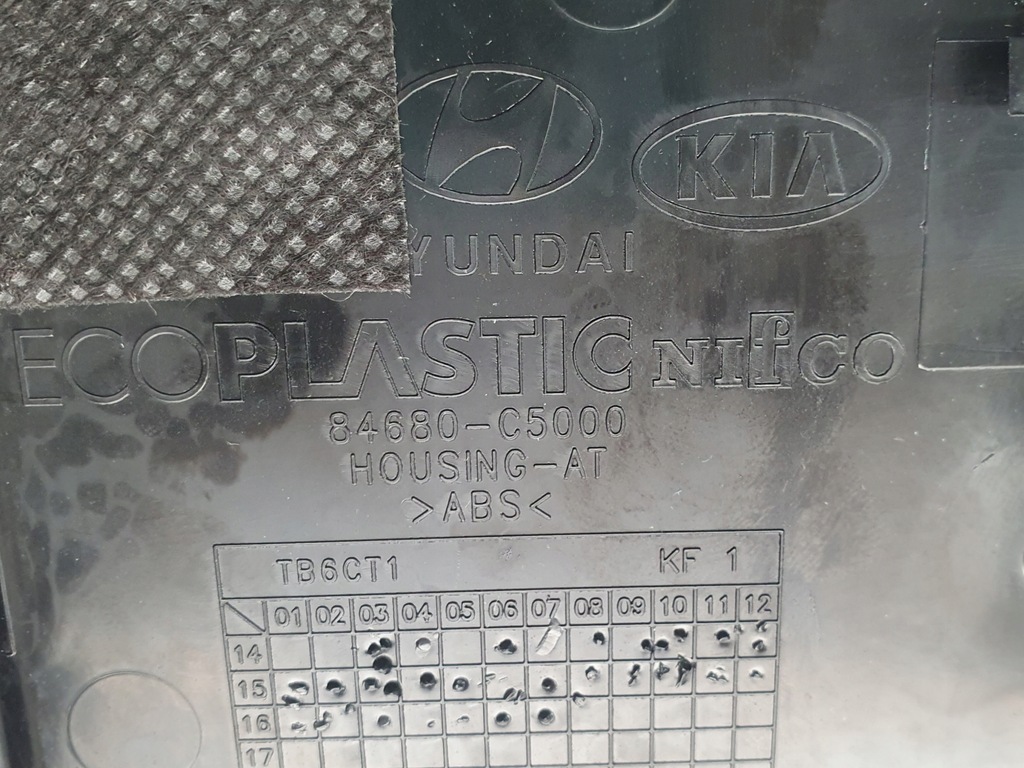 KIA
YUNDAI
ECOPLASTIC NIfCO
84680-C5000
HOUSING-AT
>ABS<
TB6CT1 KF 1
01 02 03 04 05 06 07 08 09 10 11 12
14
15
16
17